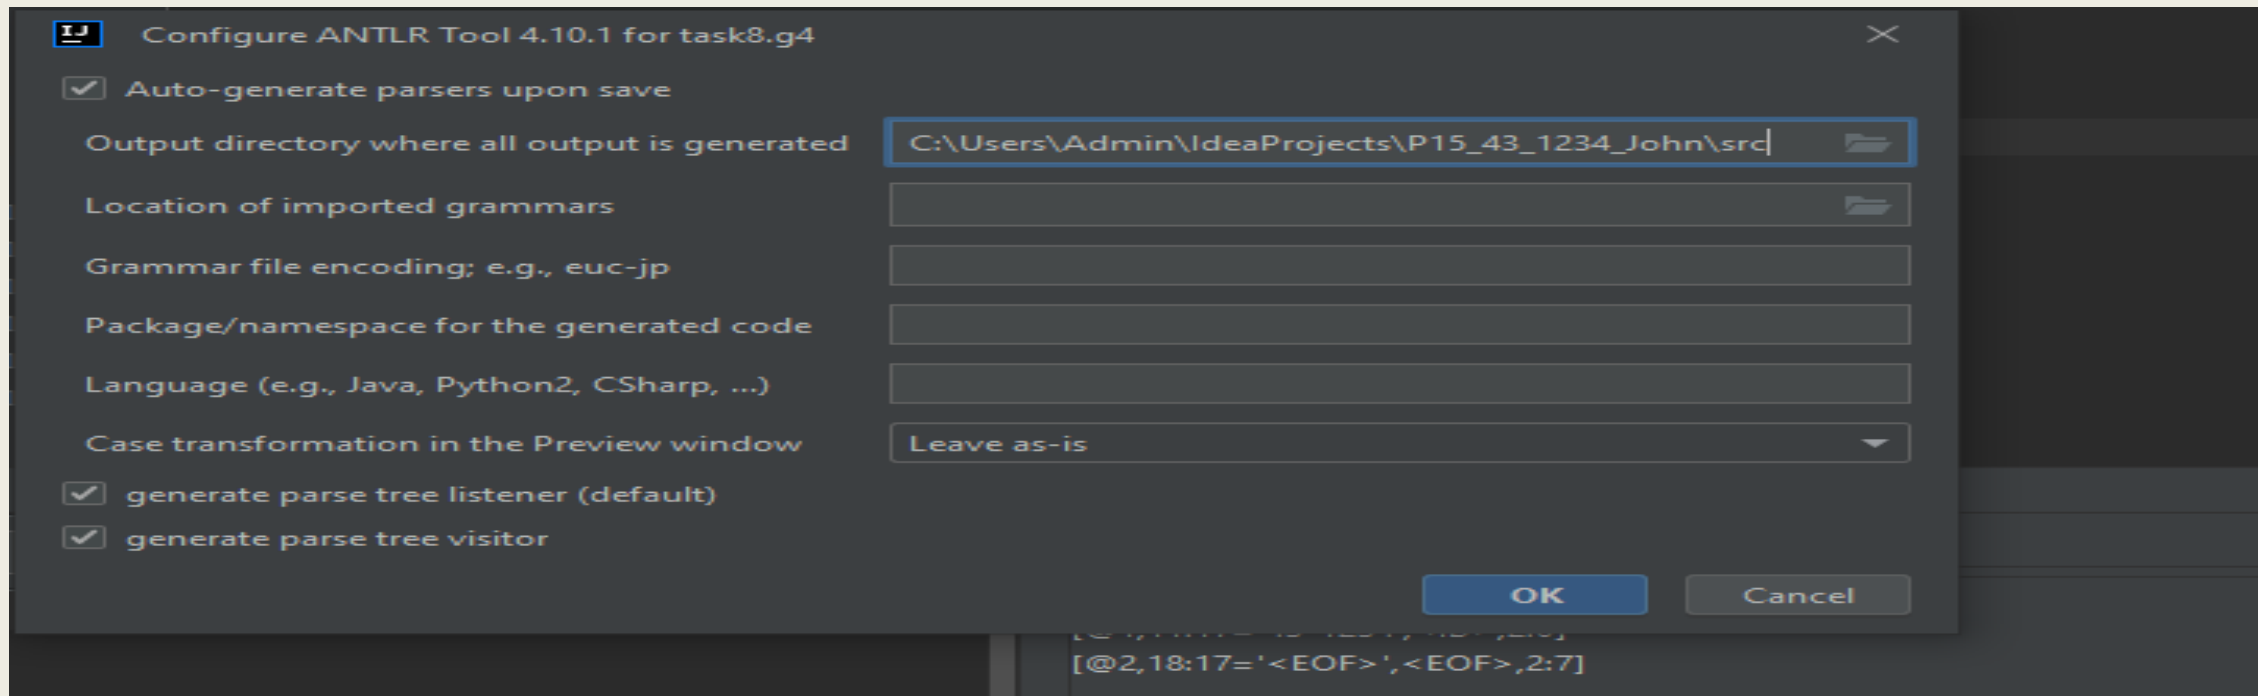 IJ
Configure ANTLR Tool 4.10.1 for task8.g4
Auto-generate parsers upon save
Output directory where all output is generated C:\Users\Admin\IdeaProjects\P15_43_1234_John\src
Location of imported grammars
Grammar file encoding; e.g., euc-jp
Package/namespace for the generated code
Language (e.g., Java, Python2, CSharp, ...)
Case transformation in the Preview window Leave as-is
generate parse tree listener (default)
generate parse tree visitor
OK Cancel
[@2,18:17='<EOF>',<EOF>,2:7]